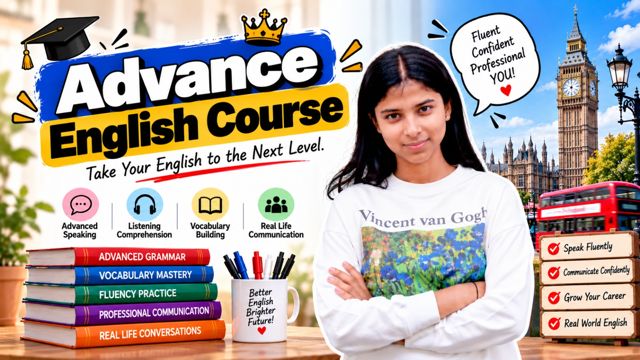 Advance
English Course
Take Your English to the Next Level.
Advanced
Speaking
Listening
Comprehension
Vocabulary
Building
Real Life
Communication
ADVANCED GRAMMAR
VOCABULARY MASTERY
FLUENCY PRACTICE
PROFESSIONAL COMMUNICATION
REAL LIFE CONVERSATIONS
Better
English
Brighter
Future!
Vincent van Gogh
Fluent
Confident
Professional
YOU!
Speak Fluently
Communicate Confidently
Grow Your Career
Real World English